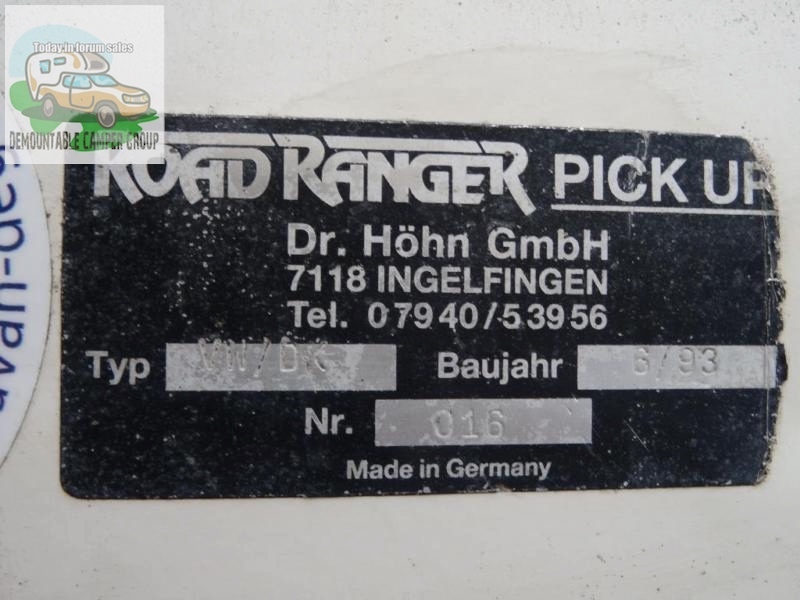 Today in forum sales
DEMOUNTABLE CAMPER GROUP
ROAD RANGER PICK UP
Dr. Höhn GmbH
7118 INGELFINGEN
Tel. 07940/53956
Typ VW/DK Baujahr 6/93
Nr. 016
Made in Germany